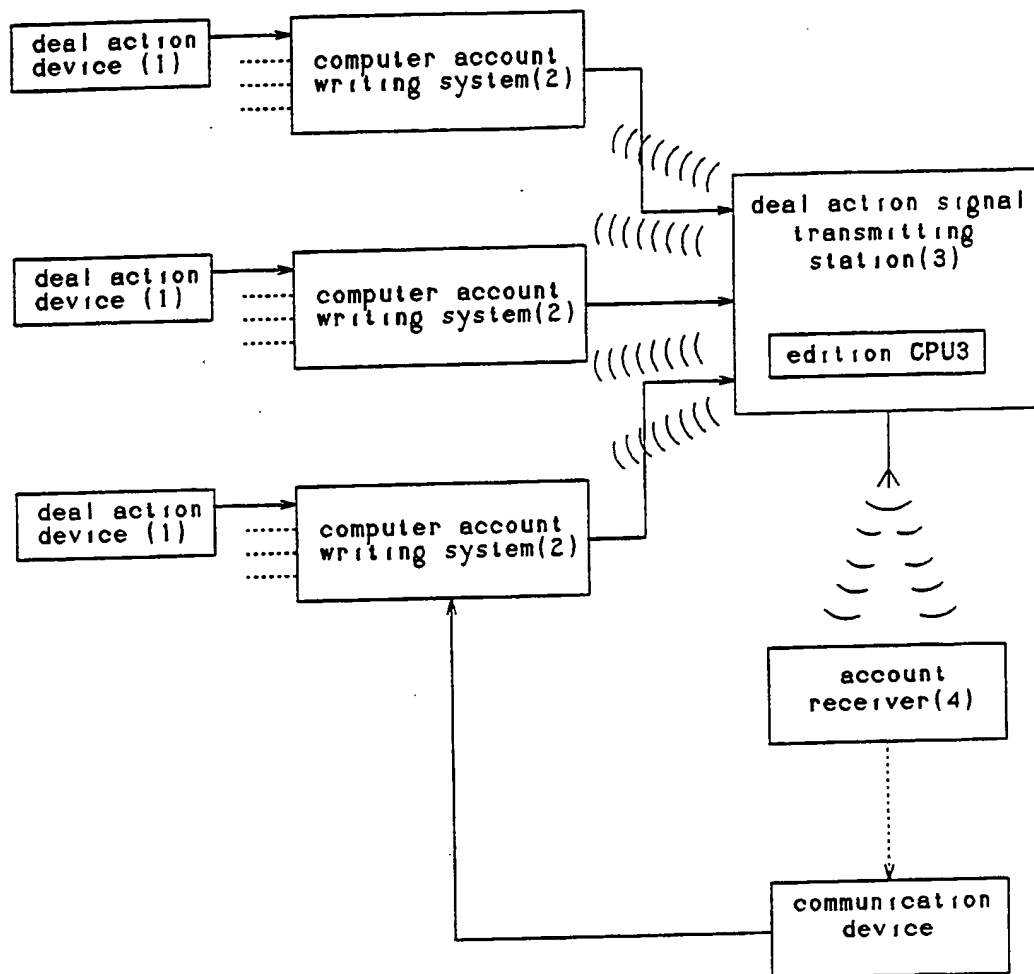 deal action
device (1)
computer account
writing system(2)
deal action signal
transmitting
station(3)
deal action
device (1)
computer account
writing system(2)
edition CPU3
deal action
device (1)
computer account
writing system(2)
account
receiver(4)
communication
device